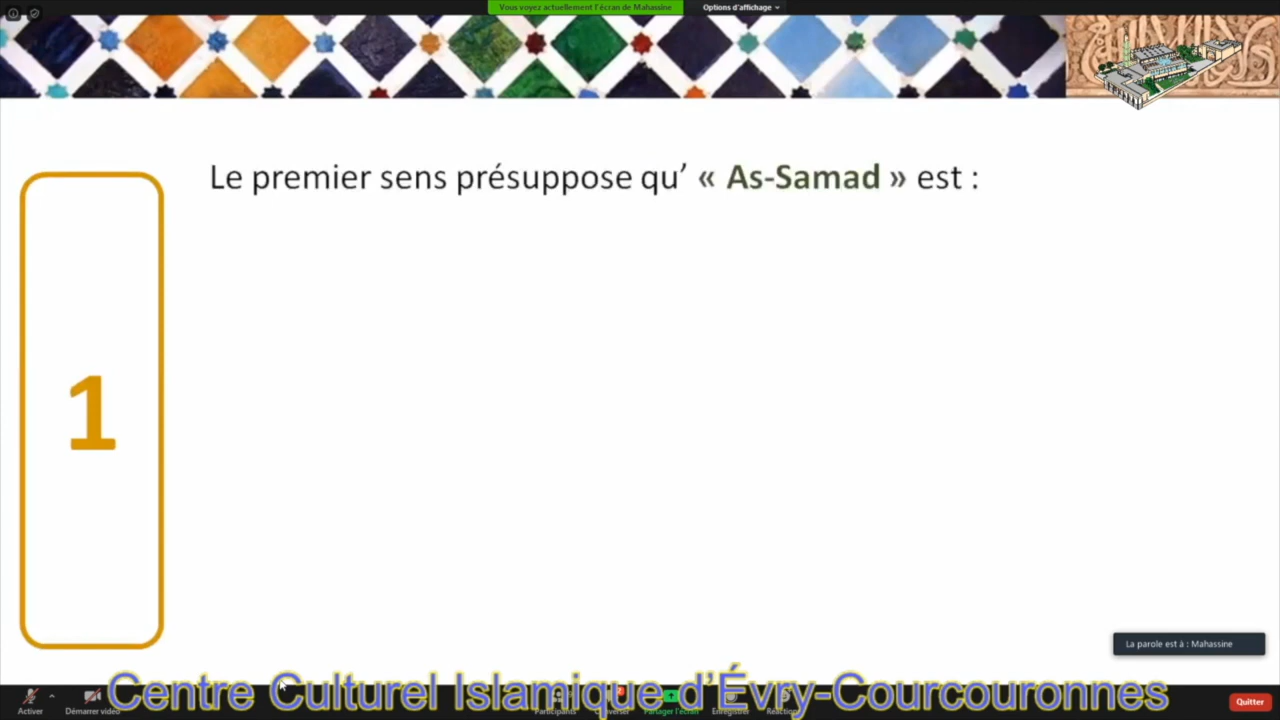 Vous voyez actuellement l'écran de Mahassine
Options d'affichage
Le premier sens présuppose qu' « As-Samad » est :
1
La parole est à : Mahassine
Centre Culturel Islamique d'Évry-Courcouronnes
Activer
Démarrer vidéo
Participants
Converser
Partager l'écran
Enregistrer
Réactions
Quitter